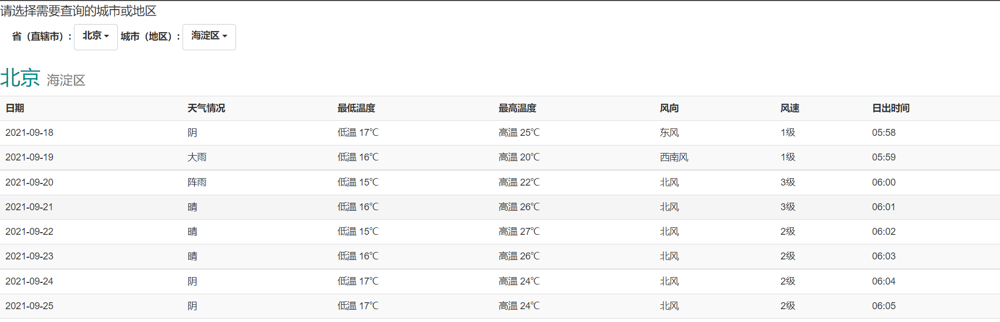 请选择需要查询的城市或地区
省（直辖市）: 北京 城市（地区）: 海淀区
北京 海淀区
日期 天气情况 最低温度 最高温度 风向 风速 日出时间
2021-09-18 阴 低温 17℃ 高温 25℃ 东风 1级 05:58
2021-09-19 大雨 低温 16℃ 高温 20℃ 西南风 1级 05:59
2021-09-20 阵雨 低温 15℃ 高温 22℃ 北风 3级 06:00
2021-09-21 晴 低温 16℃ 高温 26℃ 北风 3级 06:01
2021-09-22 晴 低温 15℃ 高温 27℃ 北风 2级 06:02
2021-09-23 晴 低温 16℃ 高温 26℃ 北风 2级 06:03
2021-09-24 阴 低温 17℃ 高温 24℃ 北风 2级 06:04
2021-09-25 阴 低温 17℃ 高温 24℃ 北风 2级 06:05